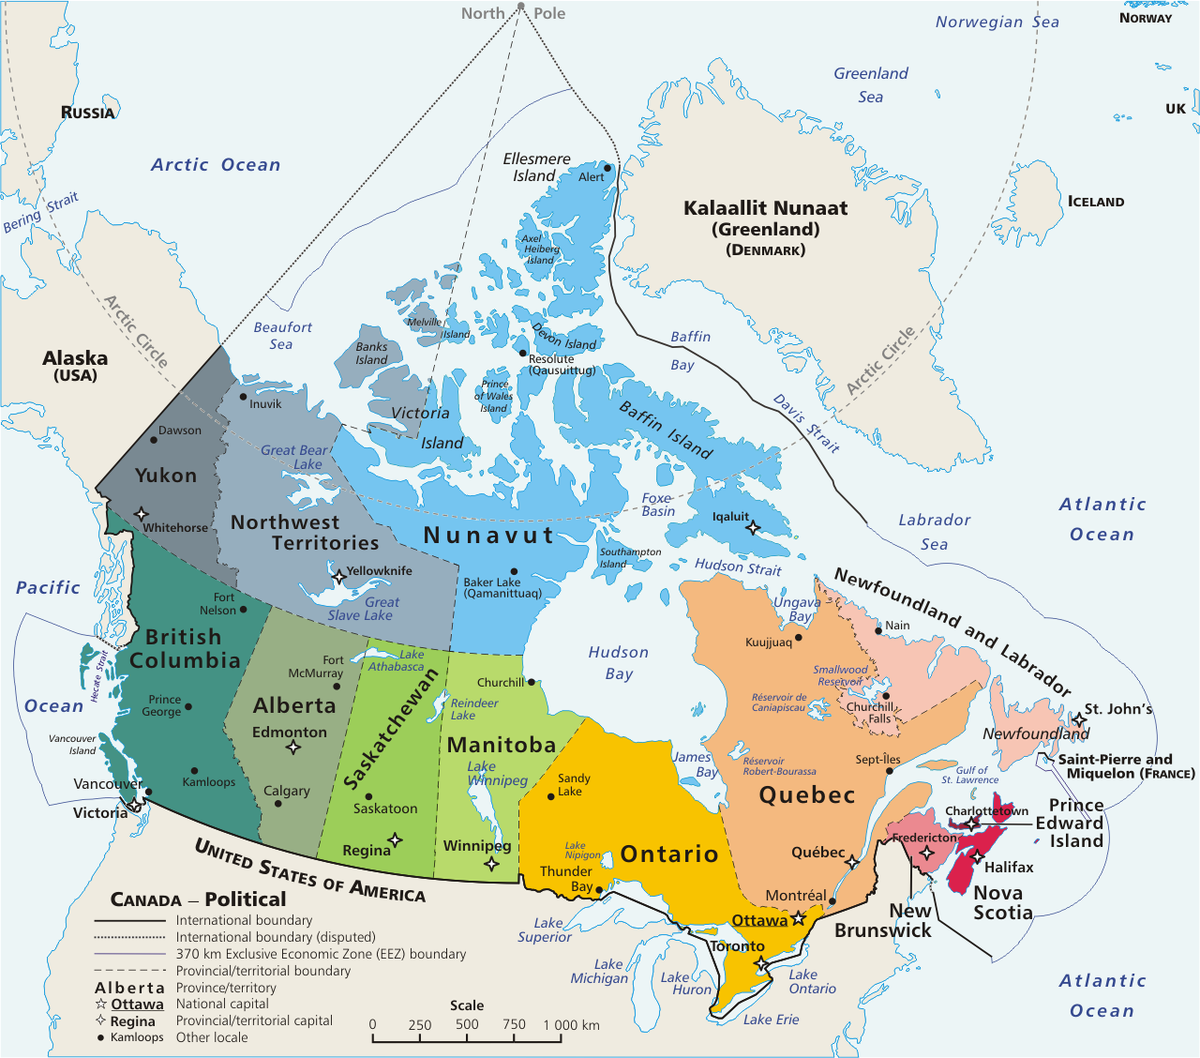 North Pole
Norwegian Sea
NORWAY
Greenland
Sea
RUSSIA
UK
Arctic Ocean
Ellesmere
Island
Alert
Bering Strait
Kalaallit Nunaat
(Greenland)
(DENMARK)
ICELAND
Axel
Heiberg
Island
Arctic Circle
Beaufort
Sea
Melville
Island
Devon Island
Banks
Island
Resolute
(Qausuittug)
Baffin
Bay
Arctic Circle
Alaska
(USA)
Prince
of Wales
Island
Inuvik
Victoria
Island
Baffin Island
Davis Strait
Dawson
Great Bear
Lake
Yukon
Foxe
Basin
Iqaluit
Atlantic
Ocean
Whitehorse
Northwest
Territories
Nunavut
Labrador
Sea
Southampton
Island
Hudson Strait
Yellowknife
Baker Lake
(Qamanittuaq)
Pacific
Ocean
Great
Slave Lake
Fort
Nelson
Ungava
Bay
Newfoundland and Labrador
Nain
British
Columbia
Kuujjuaq
Hudson
Bay
Hecate Strait
Fort
McMurray
Lake
Athabasca
Smallwood
Reservoir
Churchill
Prince
George
Alberta
Saskatchewan
Reindeer
Lake
Réservoir de
Caniapiscau
Churchill
Falls
St. John's
Edmonton
Newfoundland
Vancouver
Island
Manitoba
James
Bay
Réservoir
Robert-Bourassa
Sept-Îles
Saint-Pierre and
Miquelon (FRANCE)
Kamloops
Lake
Winnipeg
Sandy
Lake
Gulf of
St. Lawrence
Vancouver
Calgary
Saskatoon
Quebec
Charlottetown
Prince
Edward
Island
Victoria
Regina
Winnipeg
Lake
Nipigon
Ontario
Québec
Fredericton
Halifax
Thunder
Bay
UNITED STATES OF AMERICA
Montréal
Nova
Scotia
New
Brunswick
Ottawa
Lake
Superior
Toronto
Lake
Michigan
Lake
Huron
Lake
Ontario
Lake Erie
Atlantic
Ocean
CANADA – Political
International boundary
International boundary (disputed)
370 km Exclusive Economic Zone (EEZ) boundary
Provincial/territorial boundary
Alberta Province/territory
Ottawa National capital
Regina Provincial/territorial capital
Kamloops Other locale
Scale
0 250 500 750 1 000 km